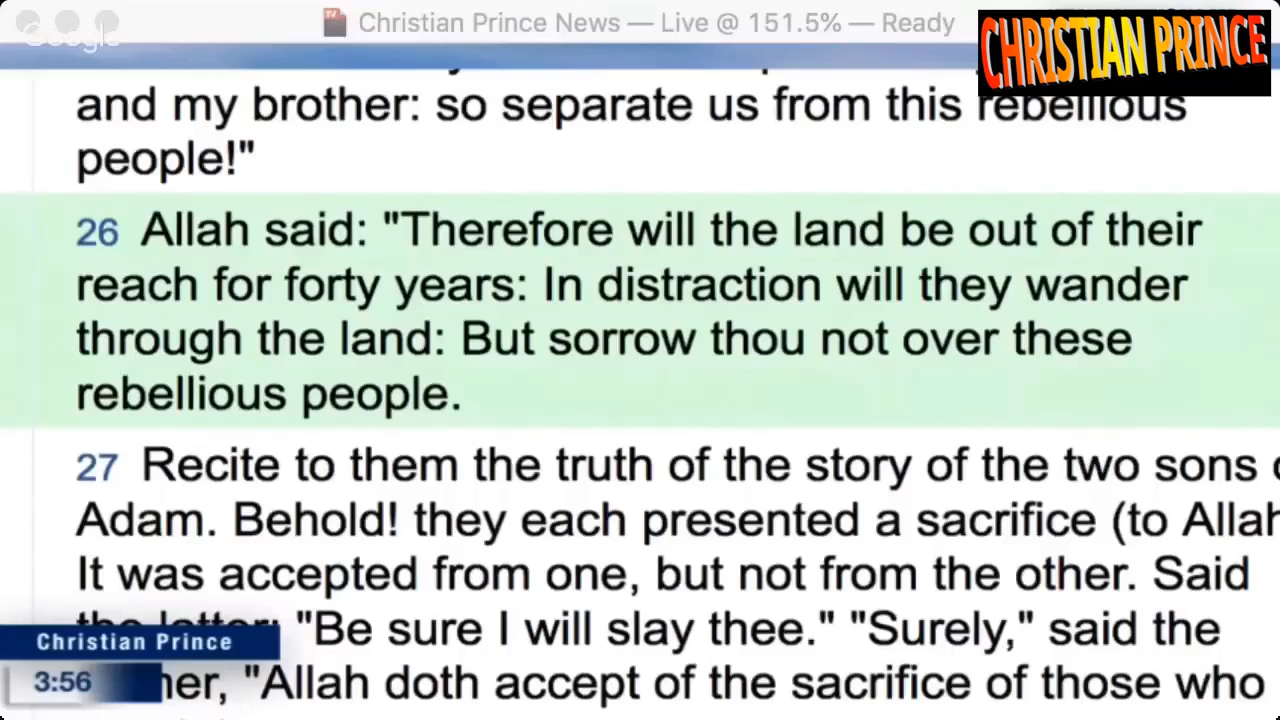 Christian Prince News — Live @ 151.5% — Ready
Google
CHRISTIAN PRINCE
and my brother: so separate us from this rebellious
people!"
26 Allah said: "Therefore will the land be out of their
reach for forty years: In distraction will they wander
through the land: But sorrow thou not over these
rebellious people.
27 Recite to them the truth of the story of the two sons
Adam. Behold! they each presented a sacrifice (to Allah
It was accepted from one, but not from the other. Said
the latter: "Be sure I will slay thee." "Surely," said the
Christian Prince
3:56
her, "Allah doth accept of the sacrifice of those who